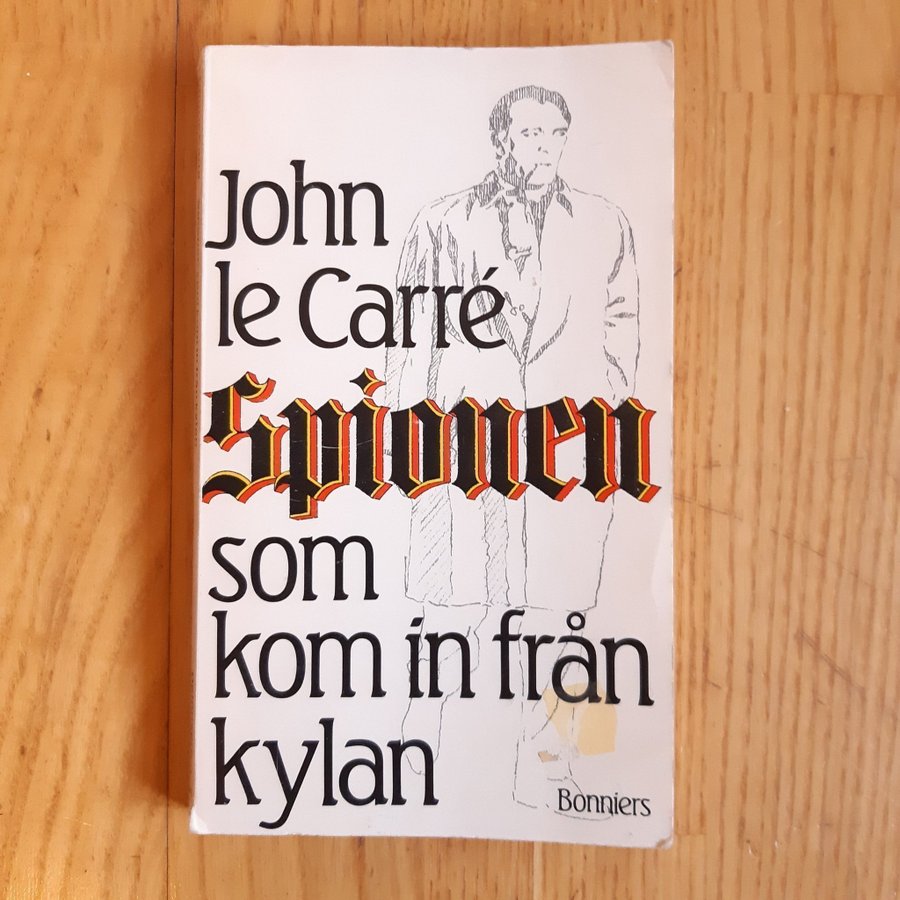 John
le Carré
Spionen
som
kom in från
kylan
Bonniers